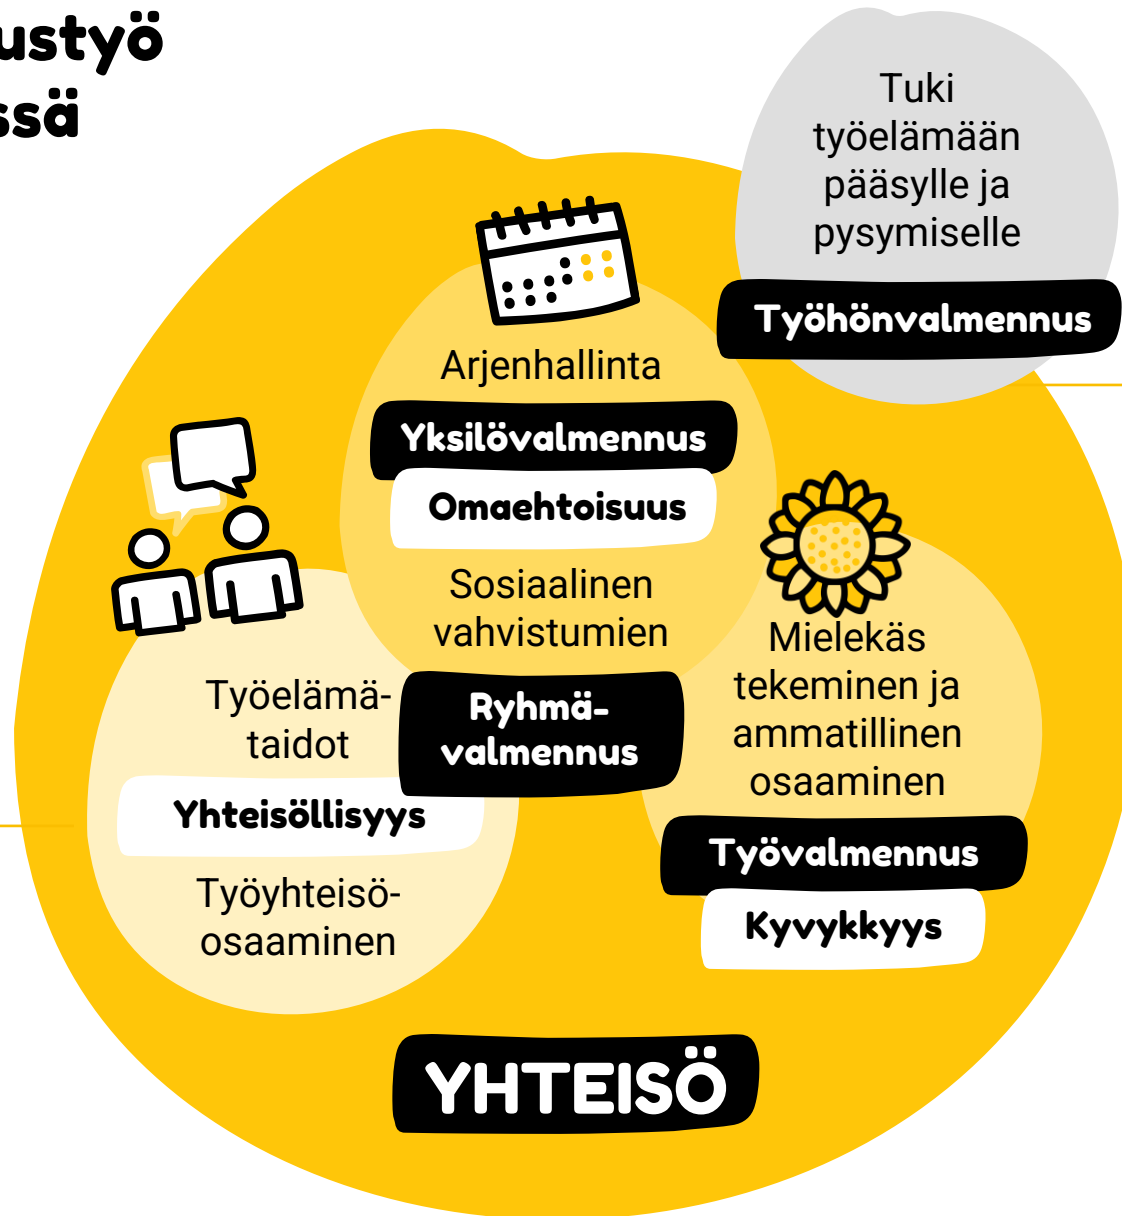 ustyö
ssä
Tuki
työelämään
pääsylle ja
pysymiselle
Työhönvalmennus
Arjenhallinta
Yksilövalmennus
Omaehtoisuus
Sosiaalinen
vahvistumien
Ryhmä-
valmennus
Työelämä-
taidot
Yhteisöllisyys
Työyhteisö-
osaaminen
Mielekäs
tekeminen ja
ammatillinen
osaaminen
Työvalmennus
Kyvykkyys
YHTEISÖ